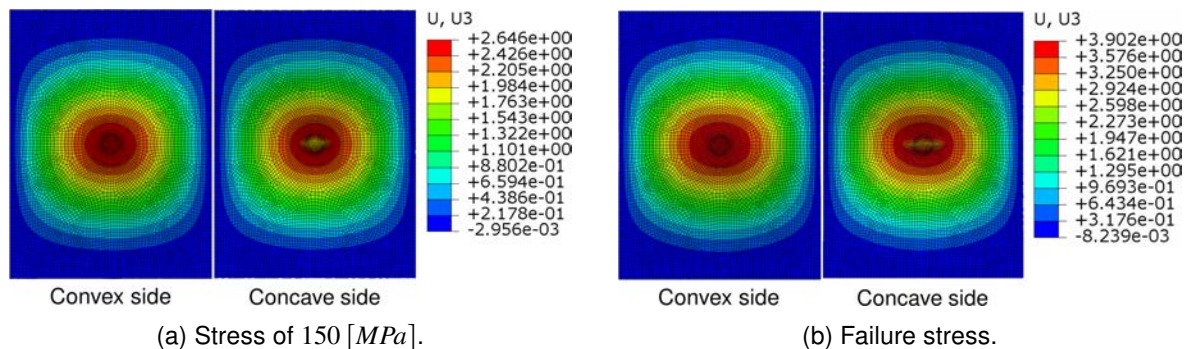 U, U3
+2.646e+00
+2.426e+00
+2.205e+00
+1.984e+00
+1.763e+00
+1.543e+00
+1.322e+00
+1.101e+00
+8.802e-01
+6.594e-01
+4.386e-01
+2.178e-01
-2.956e-03
Convex side
Concave side
(a) Stress of 150 [MPa].
U, U3
+3.902e+00
+3.576e+00
+3.250e+00
+2.924e+00
+2.598e+00
+2.273e+00
+1.947e+00
+1.621e+00
+1.295e+00
+9.693e-01
+6.434e-01
+3.176e-01
-8.239e-03
Convex side
Concave side
(b) Failure stress.